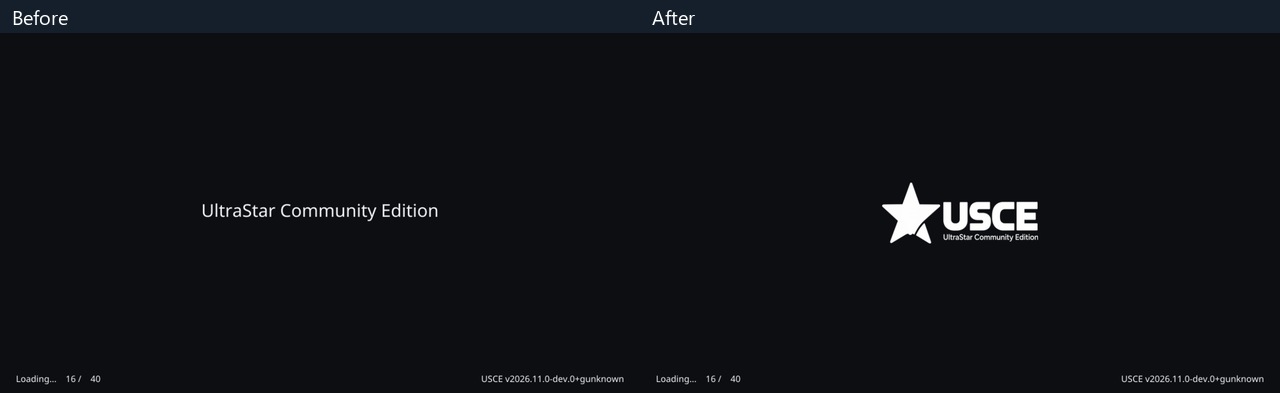 Before
After
UltraStar Community Edition
USCE
UltraStar Community Edition
Loading... 16 / 40
USCE v2026.11.0-dev.0+gunknown
Loading... 16 / 40
USCE v2026.11.0-dev.0+gunknown